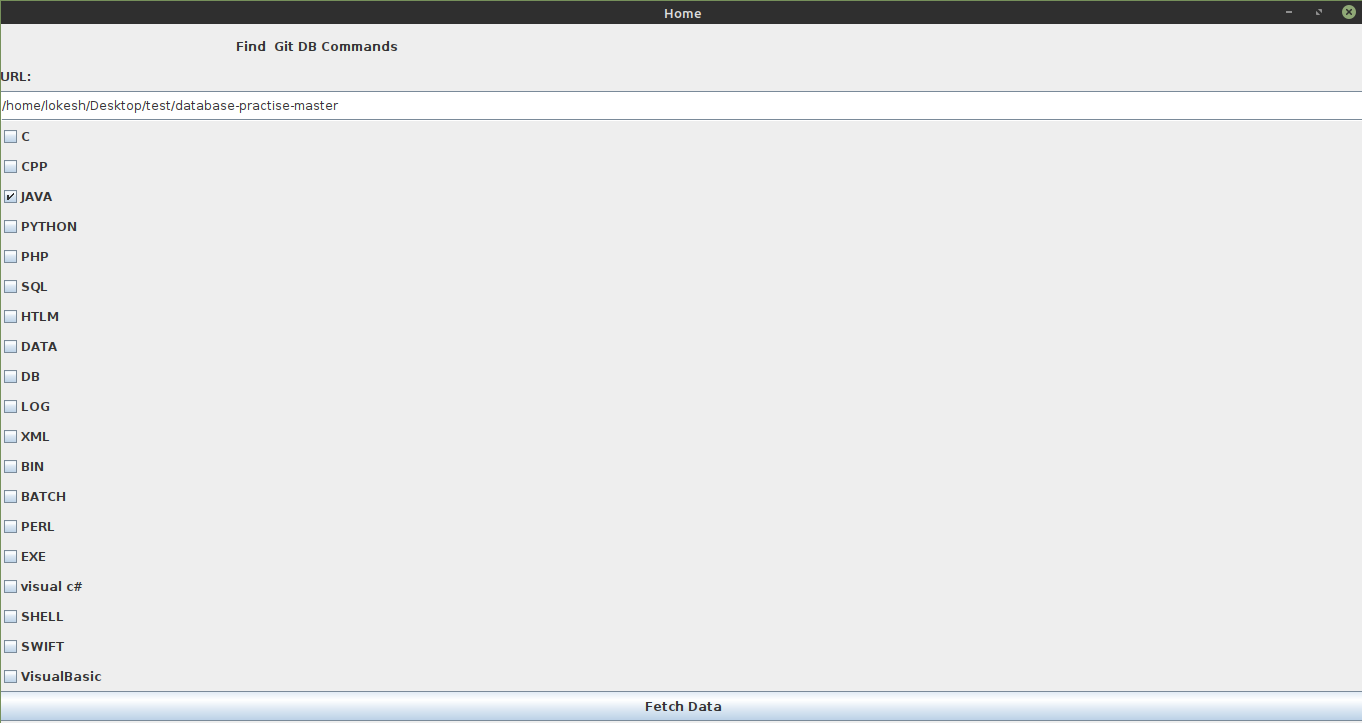 Home
Find  Git DB Commands
URL:
/home/lokesh/Desktop/test/database-practise-master
C
CPP
JAVA
PYTHON
PHP
SQL
HTLM
DATA
DB
LOG
XML
BIN
BATCH
PERL
EXE
visual c#
SHELL
SWIFT
VisualBasic
Fetch Data